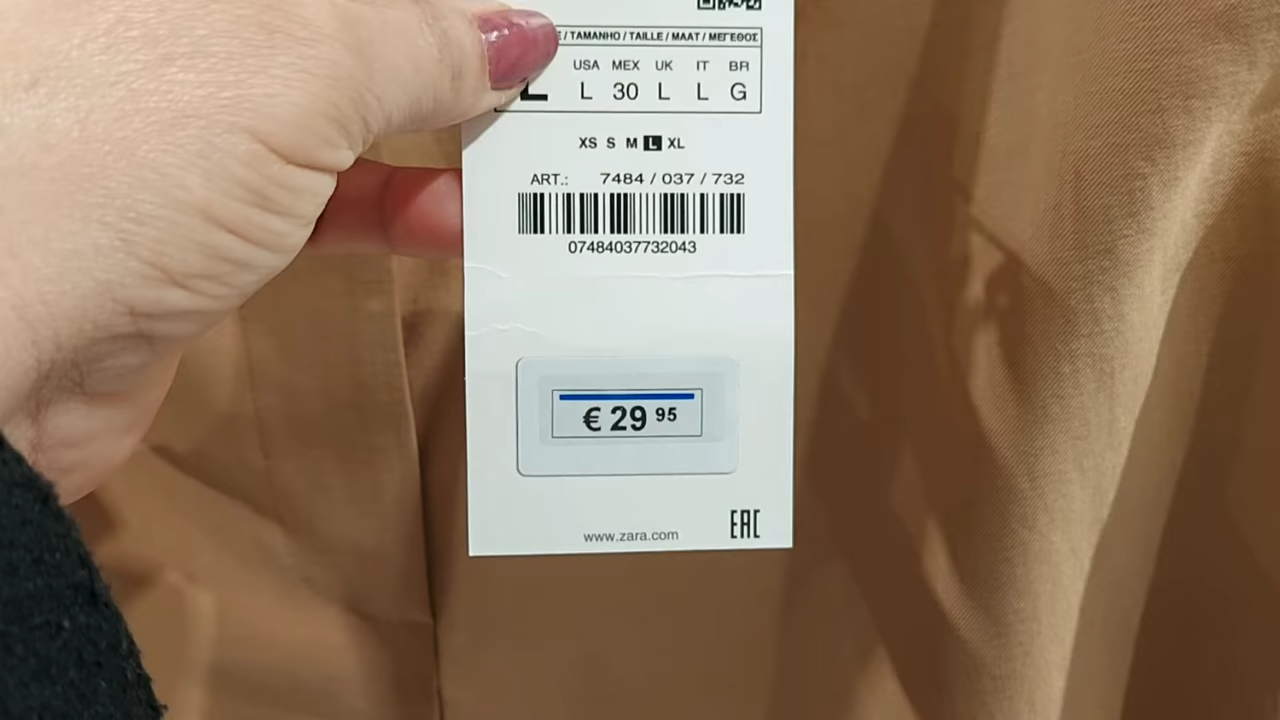 / TAMANHO / TAILLE / MAAT / ΜΕΓΕΘΟΣ
USA MEX UK IT BR
L L 30 L L G
XS S M L XL
ART.: 7484 / 037 / 732
07484037732043
€ 29 95
www.zara.com
EAC